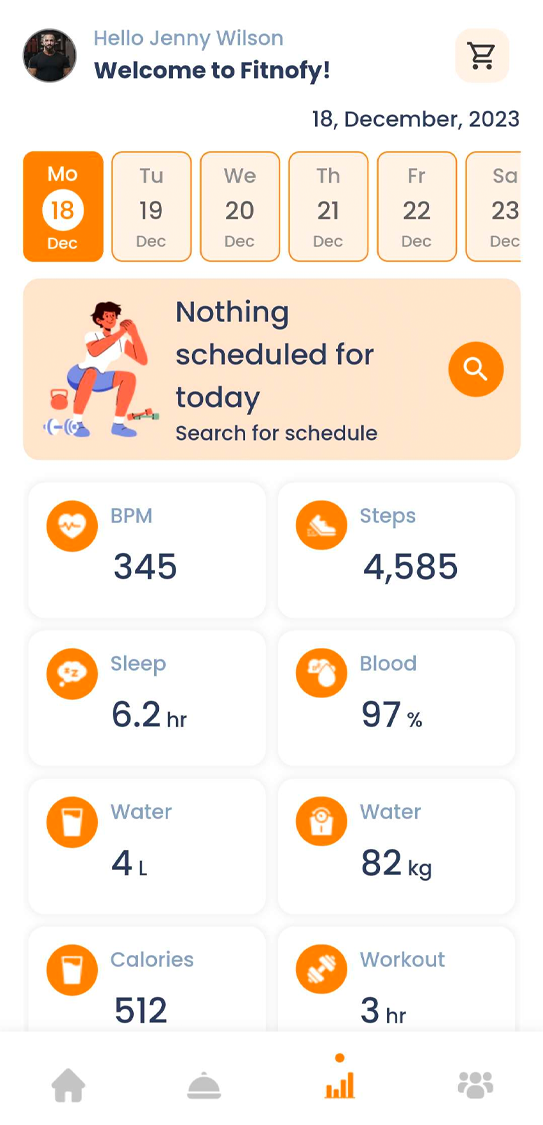 Hello Jenny Wilson
Welcome to Fitnofy!
18, December, 2023
Mo Tu We Th Fr Sa
18 19 20 21 22 23
Dec Dec Dec Dec Dec Dec
Nothing
scheduled for
today
Search for schedule
BPM Steps
345 4,585
Sleep Blood
6.2 hr 97 %
Water Water
4 L 82 kg
Calories Workout
512 3 hr